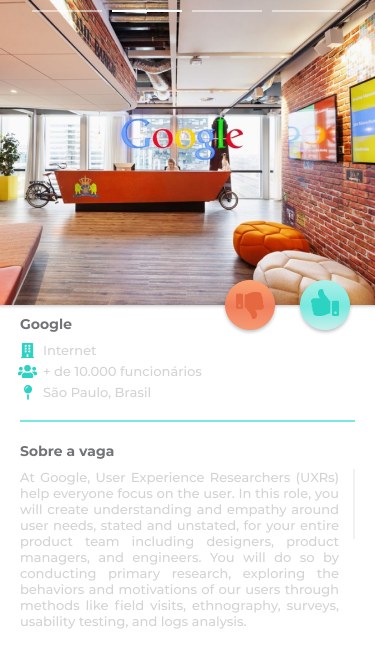 Google
Google
Internet
+ de 10.000 funcionários
São Paulo, Brasil
Sobre a vaga
At Google, User Experience Researchers (UXRs)
help everyone focus on the user. In this role, you
will create understanding and empathy around
user needs, stated and unstated, for your entire
product team including designers, product
managers, and engineers. You will do so by
conducting primary research, exploring the
behaviors and motivations of our users through
methods like field visits, ethnography, surveys,
usability testing, and logs analysis.